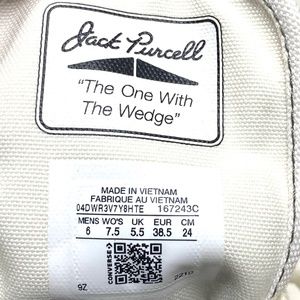 Jack Purcell
"The One With
The Wedge"
MADE IN VIETNAM
FABRIQUE AU VIETNAM
04DWR3V7Y8HTE 167243C
MENS WO'S UK EUR CM
6 7.5 5.5 38.5 24
CONVERSE
9Z
2210